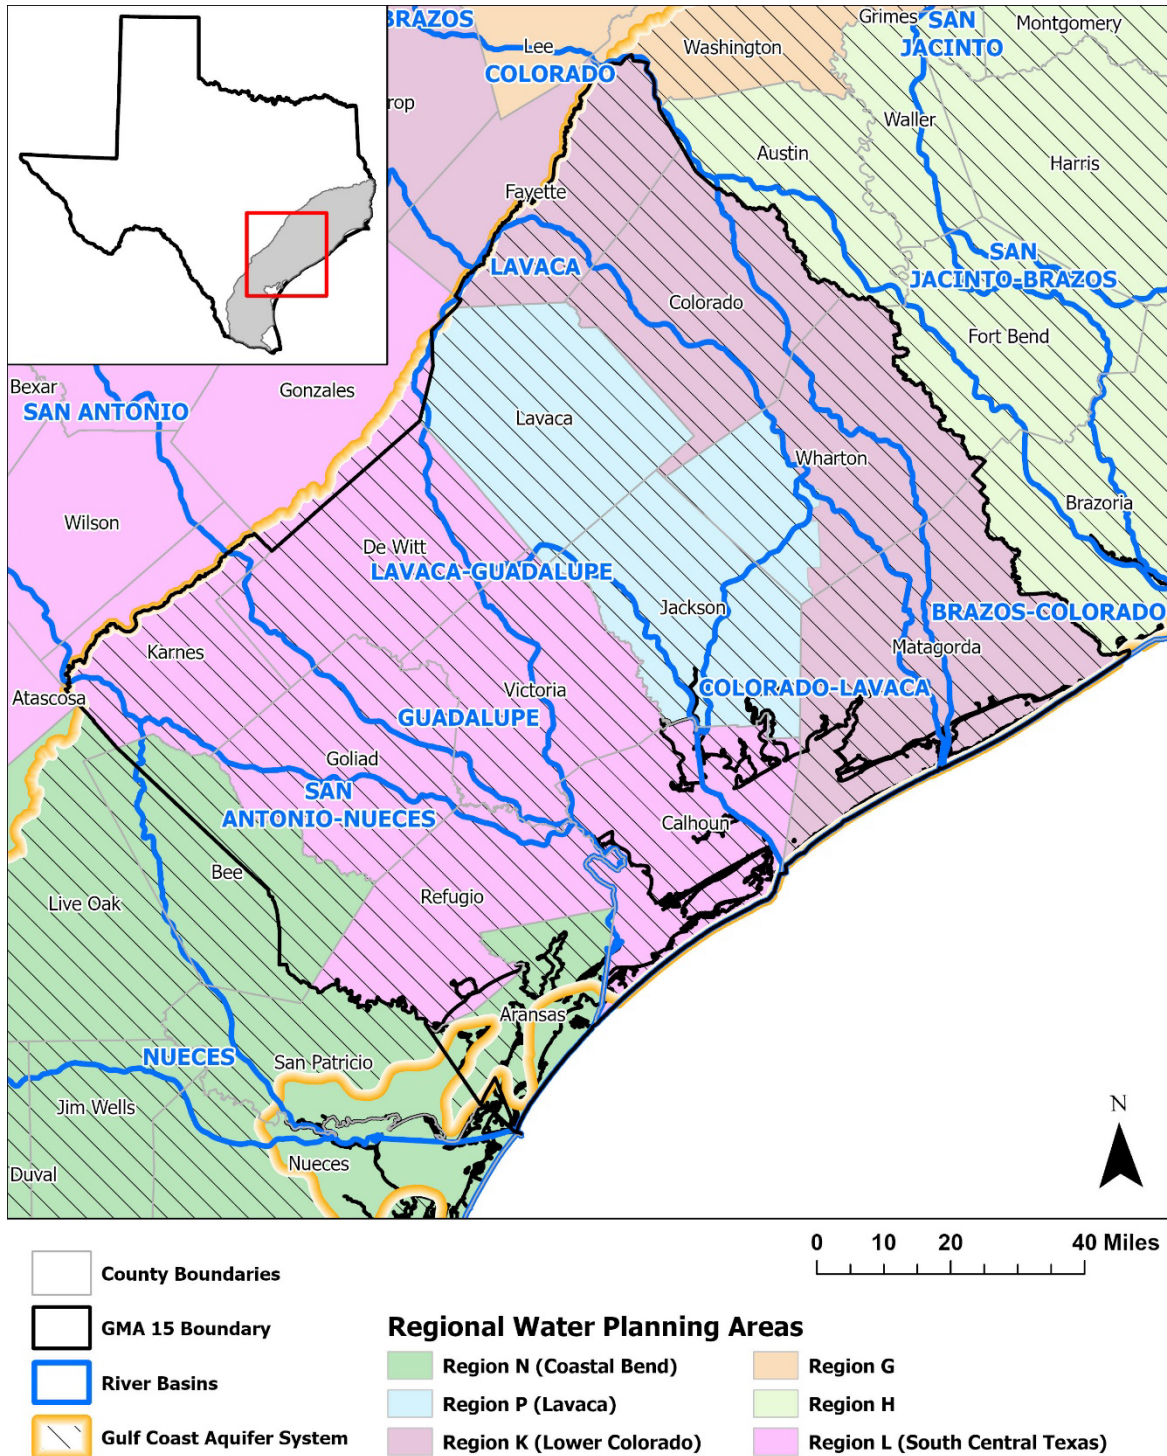 BRAZOS
Lee
COLORADO
Washington
Grimes
SAN
JACINTO
Montgomery
rop
Waller
Austin
Harris
Fayette
LAVACA
SAN
JACINTO-BRAZOS
Colorado
Fort Bend
Bexar
Gonzales
SAN ANTONIO
Lavaca
Wharton
Wilson
Brazoria
De Witt
LAVACA-GUADALUPE
Jackson
BRAZOS-COLORADO
Karnes
Matagorda
Atascosa
Victoria
COLORADO-LAVACA
GUADALUPE
Goliad
SAN
ANTONIO-NUECES
Calhoun
Bee
Live Oak
Refugio
Aransas
NUECES
San Patricio
Jim Wells
Nueces
Duval
N
0 10 20 40 Miles
County Boundaries
GMA 15 Boundary
River Basins
Gulf Coast Aquifer System
Regional Water Planning Areas
Region N (Coastal Bend)
Region P (Lavaca)
Region K (Lower Colorado)
Region G
Region H
Region L (South Central Texas)